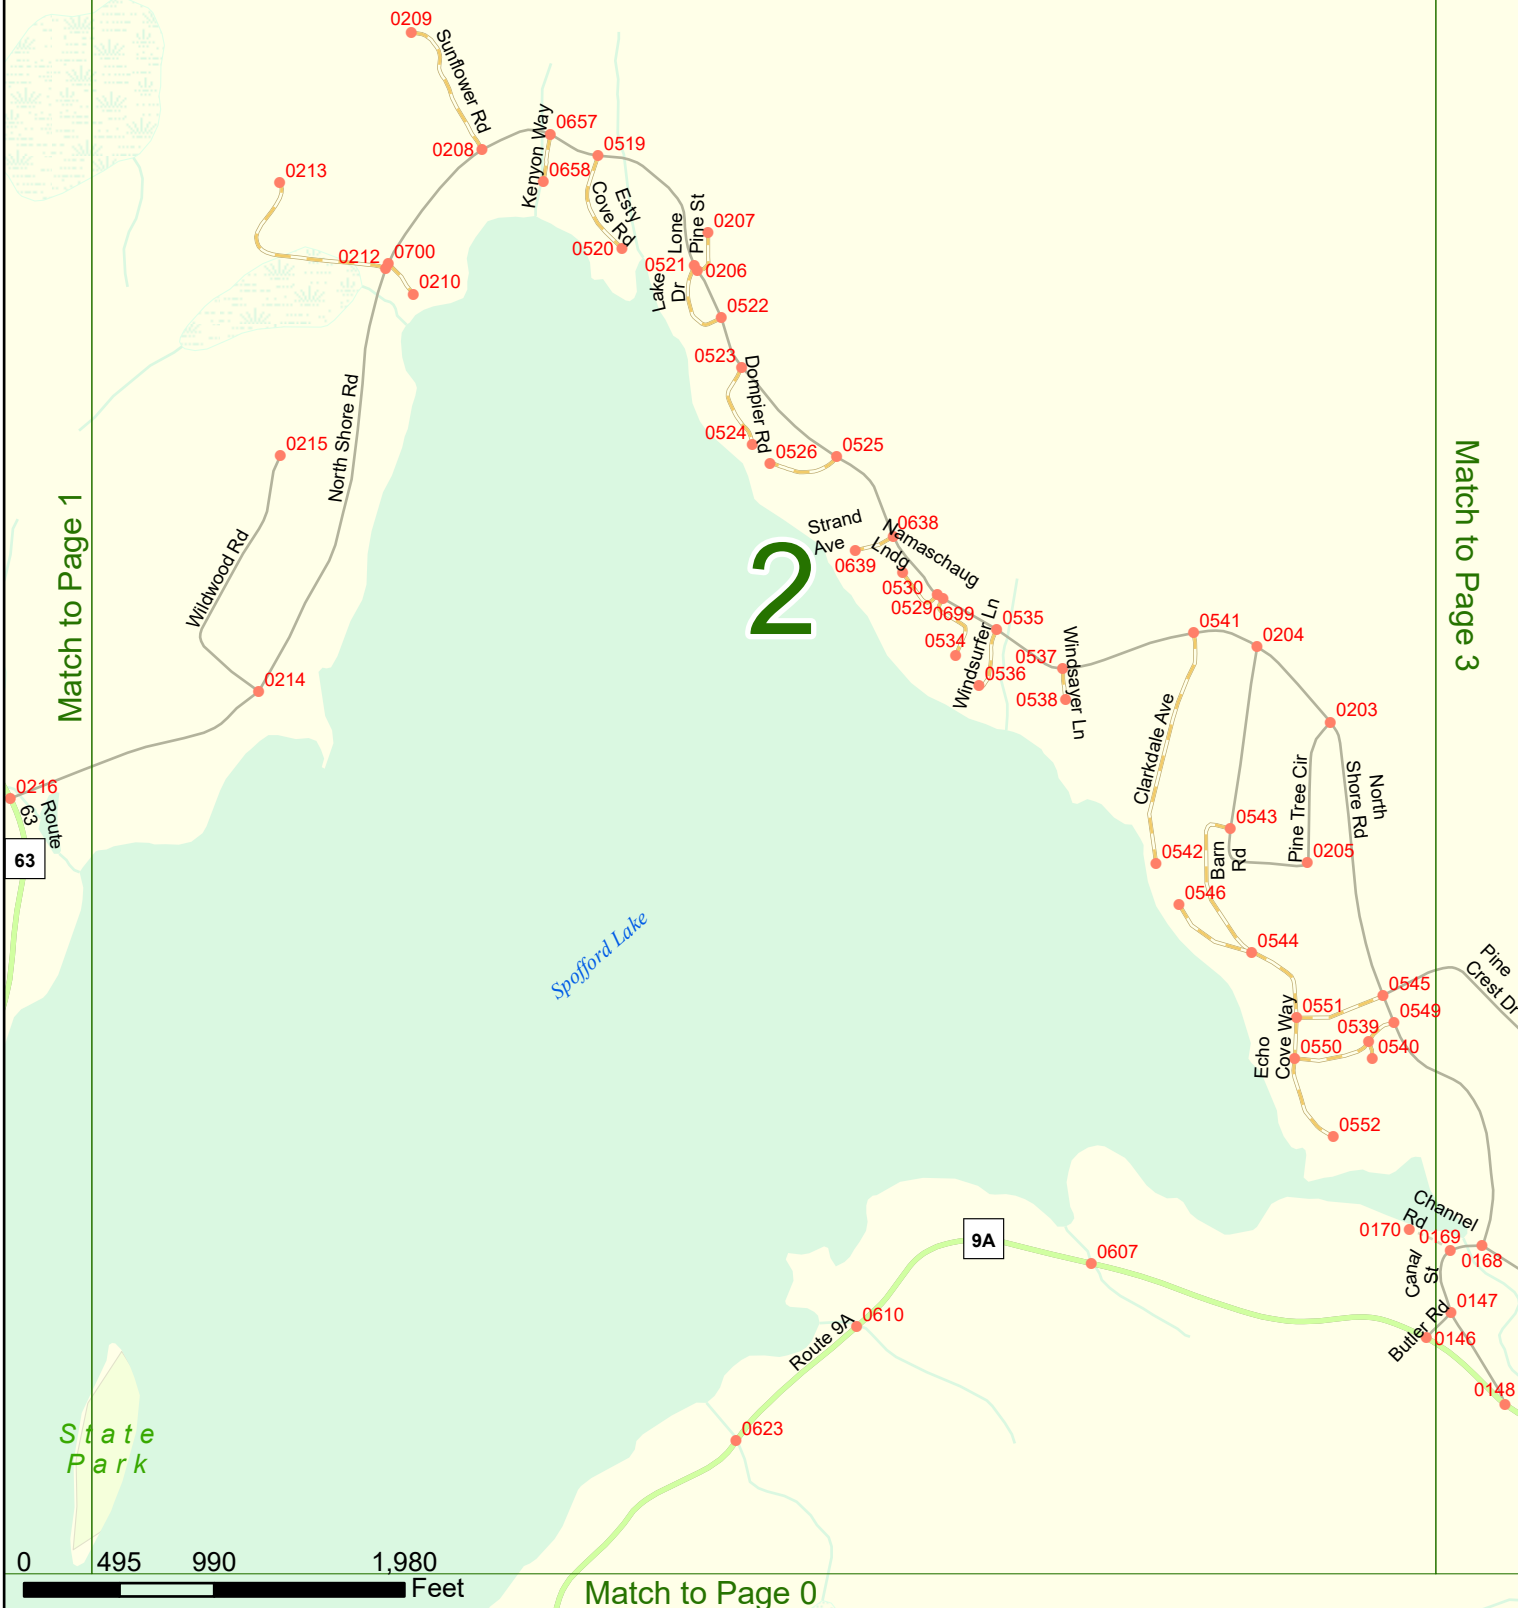 0209
Sunflower Rd
0657
0519
0208
Kenyon Way
0658
0213
Esty
Cove Rd
0520
Lone
Pine St
0207
0212
0700
0210
0521
0206
Lake
Dr
0522
0523
Dompier Rd
North Shore Rd
0215
0524
0526
0525
Match to Page 1
Match to Page 3
Wildwood Rd
Strand
Ave
0638
Namaschaug
Lndg
0639
2
0530
0529
0699
0534
Windsurfer Ln
0535
0536
0537
Windsayer Ln
0538
0541
0204
0214
0203
Clarkdale Ave
Pine Tree Cir
North
Shore Rd
0216
Route
63
63
0543
0542
Barn
Rd
0205
0546
Spofford Lake
0544
Pine
Crest Dr
0545
0551
0549
0539
0540
0550
Echo
Cove Way
0552
Channel
Rd
0170
0169
0168
9A
0607
Canal
St
0147
0610
Route 9A
Butler Rd
0146
0148
0623
State
Park
0 495 990 1,980
Feet
Match to Page 0